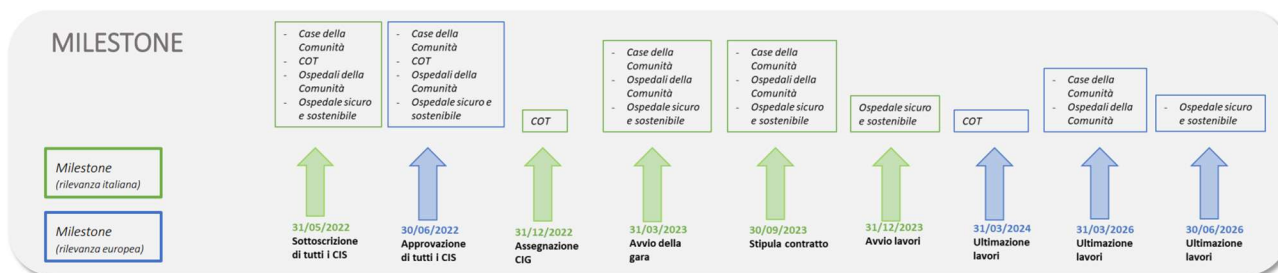 MILESTONE
Milestone
(rilevanza italiana)
Milestone
(rilevanza europea)
- Case della
Comunità
- COT
- Ospedali della
Comunità
- Ospedale sicuro
e sostenibile
31/05/2022
Sottoscrizione
di tutti i CIS
- Case della
Comunità
- COT
- Ospedali della
Comunità
- Ospedale sicuro e
sostenibile
30/06/2022
Approvazione
di tutti i CIS
COT
31/12/2022
Assegnazione
CIG
- Case della
Comunità
- Ospedali della
Comunità
- Ospedale sicuro
e sostenibile
31/03/2023
Avvio della
gara
- Case della
Comunità
- Ospedali della
Comunità
- Ospedale sicuro
e sostenibile
30/09/2023
Stipula contratto
Ospedale sicuro
e sostenibile
31/12/2023
Avvio lavori
COT
31/03/2024
Ultimazione
lavori
- Case della
Comunità
- Ospedali della
Comunità
31/03/2026
Ultimazione
lavori
- Ospedale sicuro
e sostenibile
30/06/2026
Ultimazione
lavori